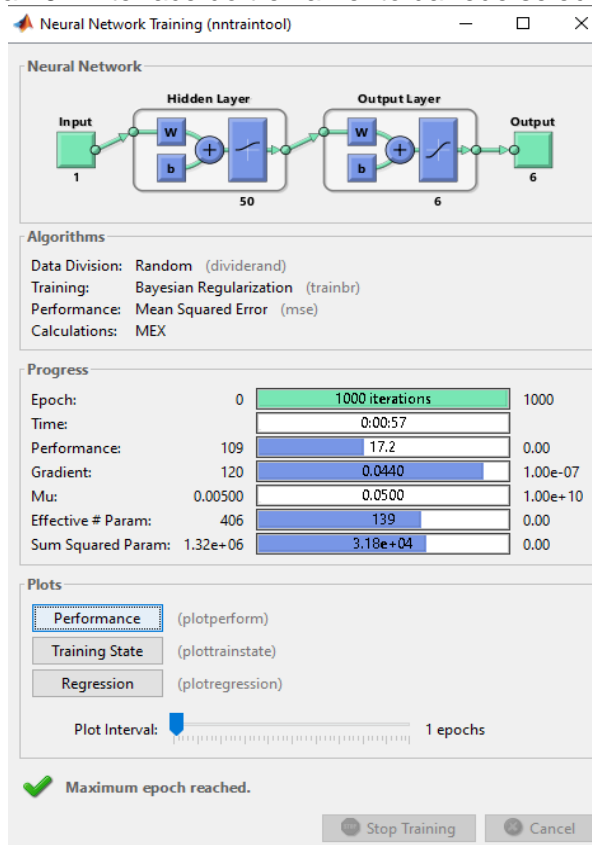 Neural Network Training (nntraintool)
Neural Network
Hidden Layer Output Layer
Input Output
W W
+ +
b b
1 6
50 6
Algorithms
Data Division: Random (dividerand)
Training: Bayesian Regularization (trainbr)
Performance: Mean Squared Error (mse)
Calculations: MEX
Progress
Epoch: 0 1000 iterations 1000
Time: 0:00:57
Performance: 109 17.2 0.00
Gradient: 120 0.0440 1.00e-07
Mu: 0.00500 0.0500 1.00e+10
Effective # Param: 406 139 0.00
Sum Squared Param: 1.32e+06 3.18e+04 0.00
Plots
Performance (plotperform)
Training State (plottrainstate)
Regression (plotregression)
Plot Interval: 1 epochs
Maximum epoch reached.
Stop Training Cancel